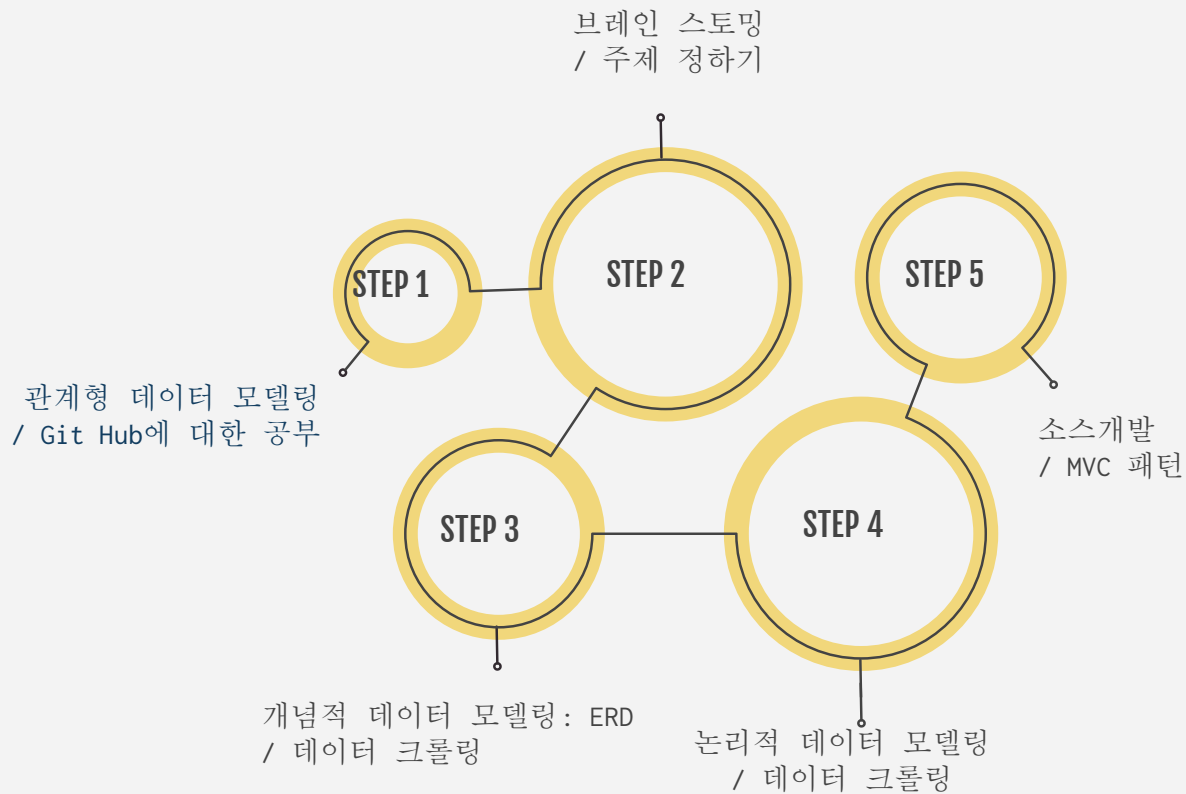 브레인 스토밍
/ 주제 정하기
STEP 1
STEP 2
STEP 5
관계형 데이터 모델링
/ Git Hub에 대한 공부
소스개발
/ MVC 패턴
STEP 3
STEP 4
개념적 데이터 모델링: ERD
/ 데이터 크롤링
논리적 데이터 모델링
/ 데이터 크롤링